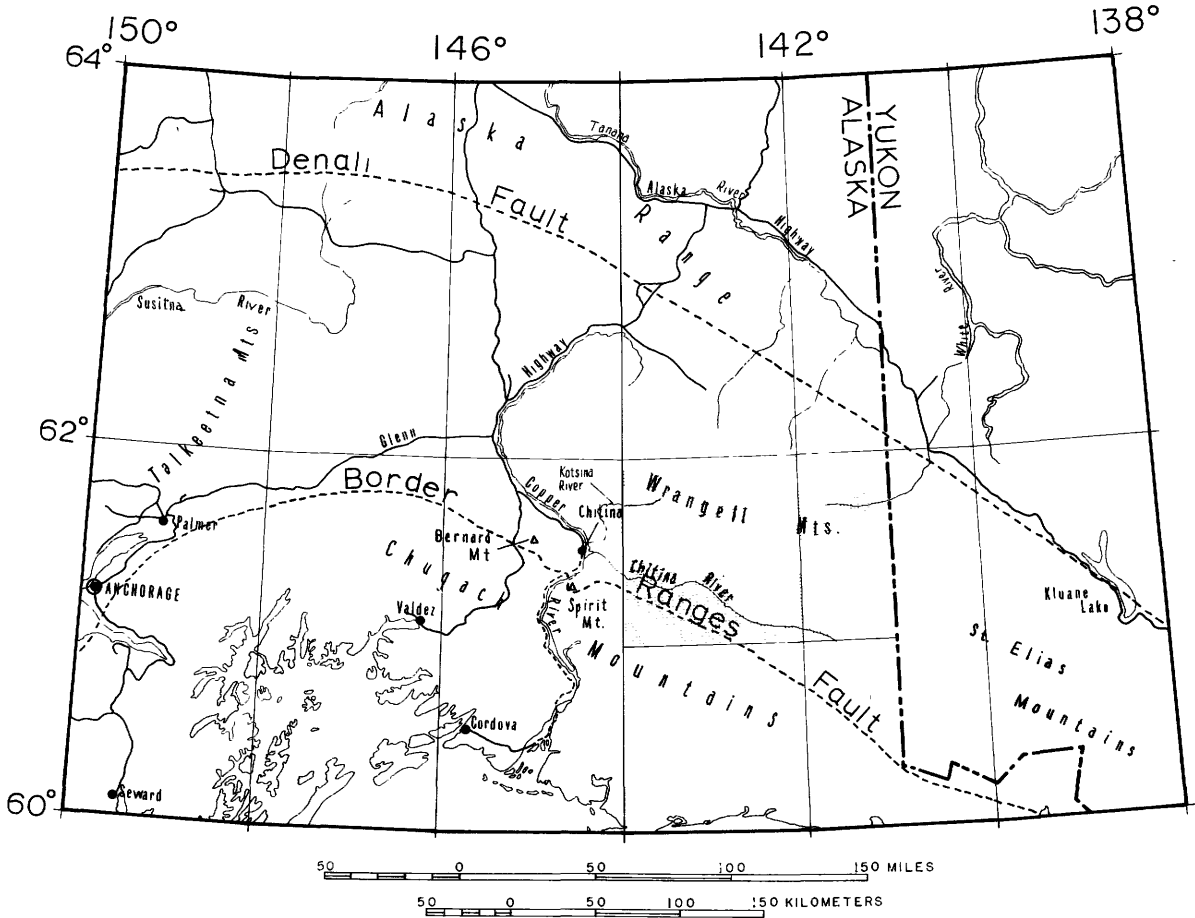 150° 146° 142° 138°
64°
Alaska
Tanana
YUKON
ALASKA
Denali
Fault
Alaska River
Highway
Range
River
White
Susitna River
Talkeetna Mts
Highway
62°
Glenn
Border
Kotsina
River
Copper
Wrangell Mts.
Chitina
Palmer
Bernard
Mt
Chugach
Chitina River
ANCHORAGE
Ranges
Kluane
Lake
Valdez
River
Spirit
Mt.
St. Elias
Mountains
Mountains
Fault
Cordova
60°
Seward
50 0 50 100 150 MILES
50 0 50 100 150 KILOMETERS